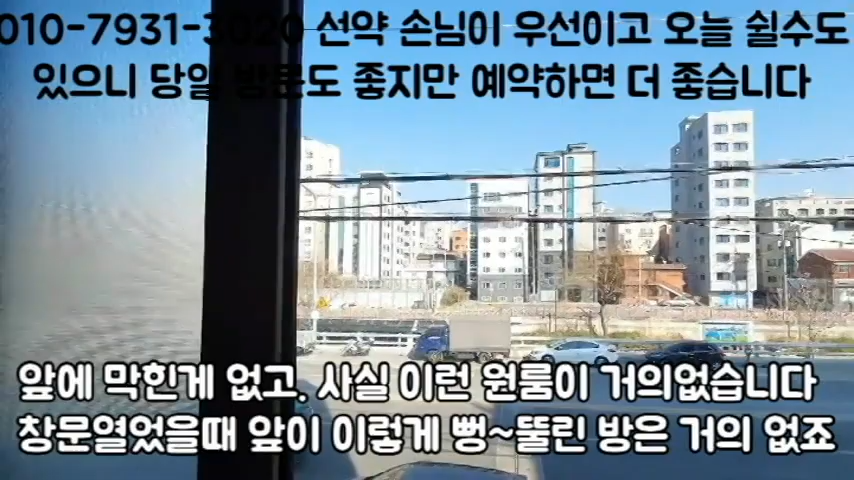 010-7931-3020 선약 손님이 우선이고 오늘 쉴수도
있으니 당일 방문도 좋지만 예약하면 더 좋습니다
앞에 막힌게 없고. 사실 이런 원룸이 거의없습니다
창문열었을때 앞이 이렇게 뻥~뚫린 방은 거의 없죠